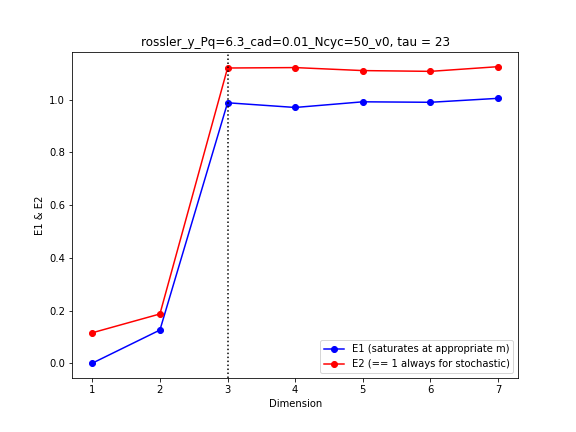 rossler_y_Pq=6.3_cad=0.01_Ncyc=50_v0, tau = 23
E1 & E2
1.0
0.8
0.6
0.4
0.2
0.0
E1 (saturates at appropriate m)
E2 (== 1 always for stochastic)
1 2 3 4 5 6 7
Dimension